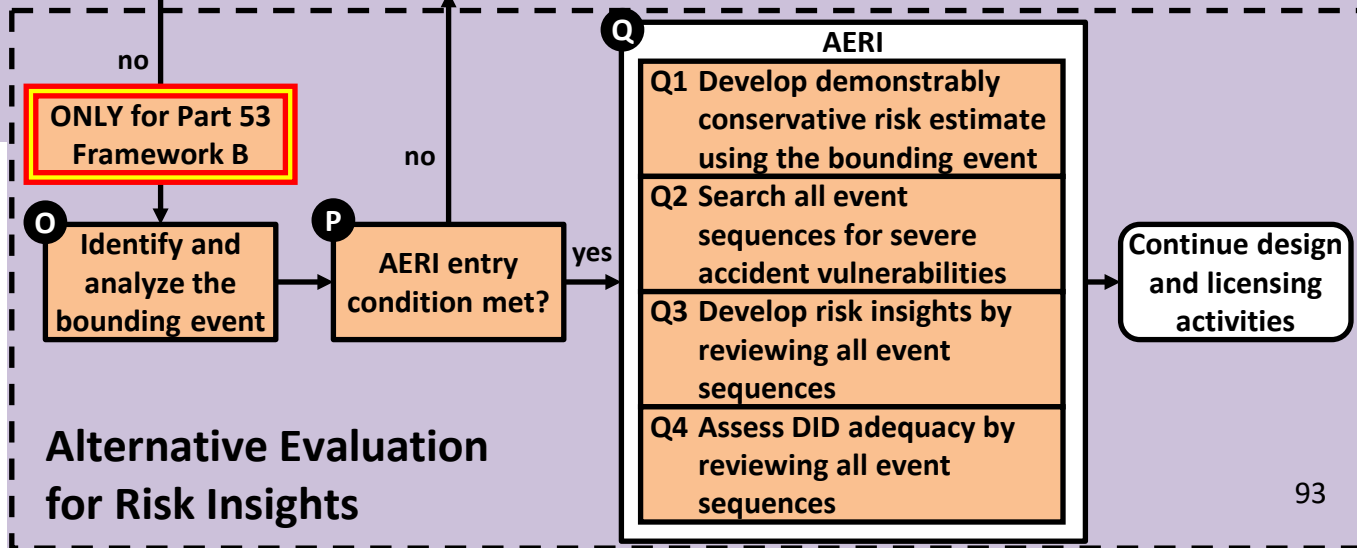 no
ONLY for Part 53
Framework B
O
Identify and
analyze the
bounding event
no
P
AERI entry
condition met?
yes
Q
AERI
Q1 Develop demonstrably
conservative risk estimate
using the bounding event
Q2 Search all event
sequences for severe
accident vulnerabilities
Q3 Develop risk insights by
reviewing all event
sequences
Q4 Assess DID adequacy by
reviewing all event
sequences
Continue design
and licensing
activities
Alternative Evaluation
for Risk Insights
93